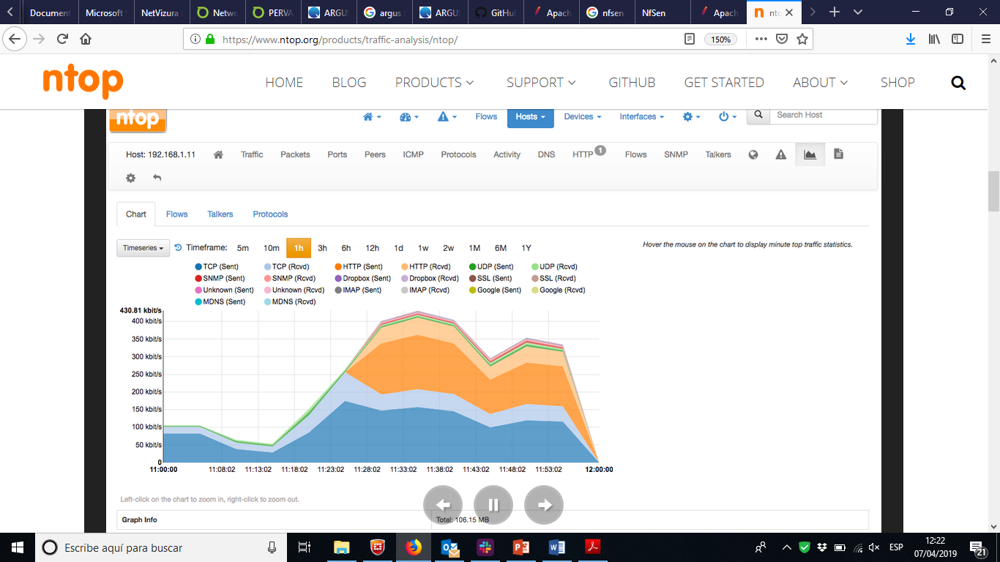 Document
Microsoft
NetVizura
Netwo
PERVA
ARGUS
argus
ARGUS
GitHub
Apach
nfsen
NfSen
Apach
https://www.ntop.org/products/traffic-analysis/ntop/
150%
ntop
HOME
BLOG
PRODUCTS
SUPPORT
GITHUB
GET STARTED
ABOUT
SHOP
ntop
Flows
Hosts
Devices
Interfaces
Search Host
Host: 192.168.1.11
Traffic
Packets
Ports
Peers
ICMP
Protocols
Activity
DNS
HTTP 1
Flows
SNMP
Talkers
Chart
Flows
Talkers
Protocols
Timeseries
Timeframe:
5m
10m
1h
3h
6h
12h
1d
1w
2w
1M
6M
1Y
Hover the mouse on the chart to display minute top traffic statistics.
TCP (Sent)
TCP (Rcvd)
HTTP (Sent)
HTTP (Rcvd)
UDP (Sent)
UDP (Rcvd)
SNMP (Sent)
SNMP (Rcvd)
Dropbox (Sent)
Dropbox (Rcvd)
SSL (Sent)
SSL (Rcvd)
Unknown (Sent)
Unknown (Rcvd)
IMAP (Sent)
IMAP (Rcvd)
Google (Sent)
Google (Rcvd)
MDNS (Sent)
MDNS (Rcvd)
430.81 kbit/s
400 kbit/s
350 kbit/s
300 kbit/s
250 kbit/s
200 kbit/s
150 kbit/s
100 kbit/s
50 kbit/s
0
11:00:00
11:08:02
11:13:02
11:18:02
11:23:02
11:28:02
11:33:02
11:38:02
11:43:02
11:48:02
11:53:02
12:00:00
Left-click on the chart to zoom in, right-click to zoom out.
Graph Info
Total: 106.15 MB
Escribe aquí para buscar
ESP
12:22
07/04/2019
21